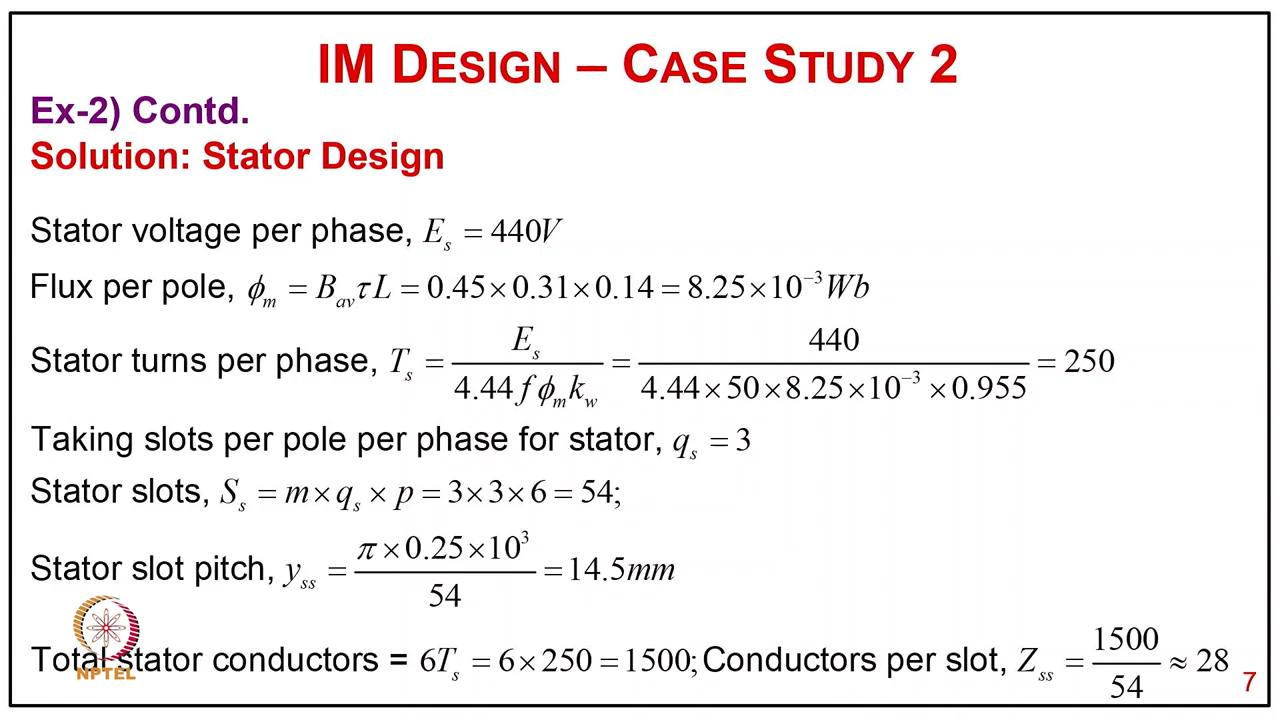 IM DESIGN – CASE STUDY 2
Ex-2) Contd.
Solution: Stator Design
Stator voltage per phase, E_s = 440V
Flux per pole, ϕ_m = B_av τ L = 0.45×0.31×0.14 = 8.25×10^−3 Wb
Stator turns per phase, T_s = E_s / (4.44 f ϕ_m k_w) = 440 / (4.44×50×8.25×10^−3×0.955) = 250
Taking slots per pole per phase for stator, q_s = 3
Stator slots, S_s = m×q_s×p = 3×3×6 = 54;
Stator slot pitch, y_ss = (π×0.25×10^3) / 54 = 14.5mm
Total stator conductors = 6T_s = 6×250 = 1500; Conductors per slot, Z_ss = 1500 / 54 ≈ 28
NPTEL
7